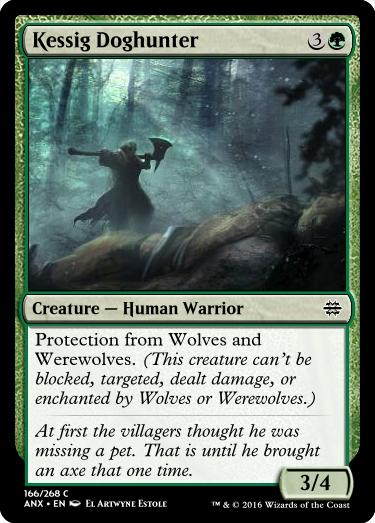 Kessig Doghunter 3
Creature — Human Warrior
Protection from Wolves and
Werewolves. (This creature can't be
blocked, targeted, dealt damage, or
enchanted by Wolves or Werewolves.)
At first the villagers thought he was
missing a pet. That is until he brought
an axe that one time.
3/4
166/268 C
ANX • EN El Artwyne Estole
™ & © 2016 Wizards of the Coast